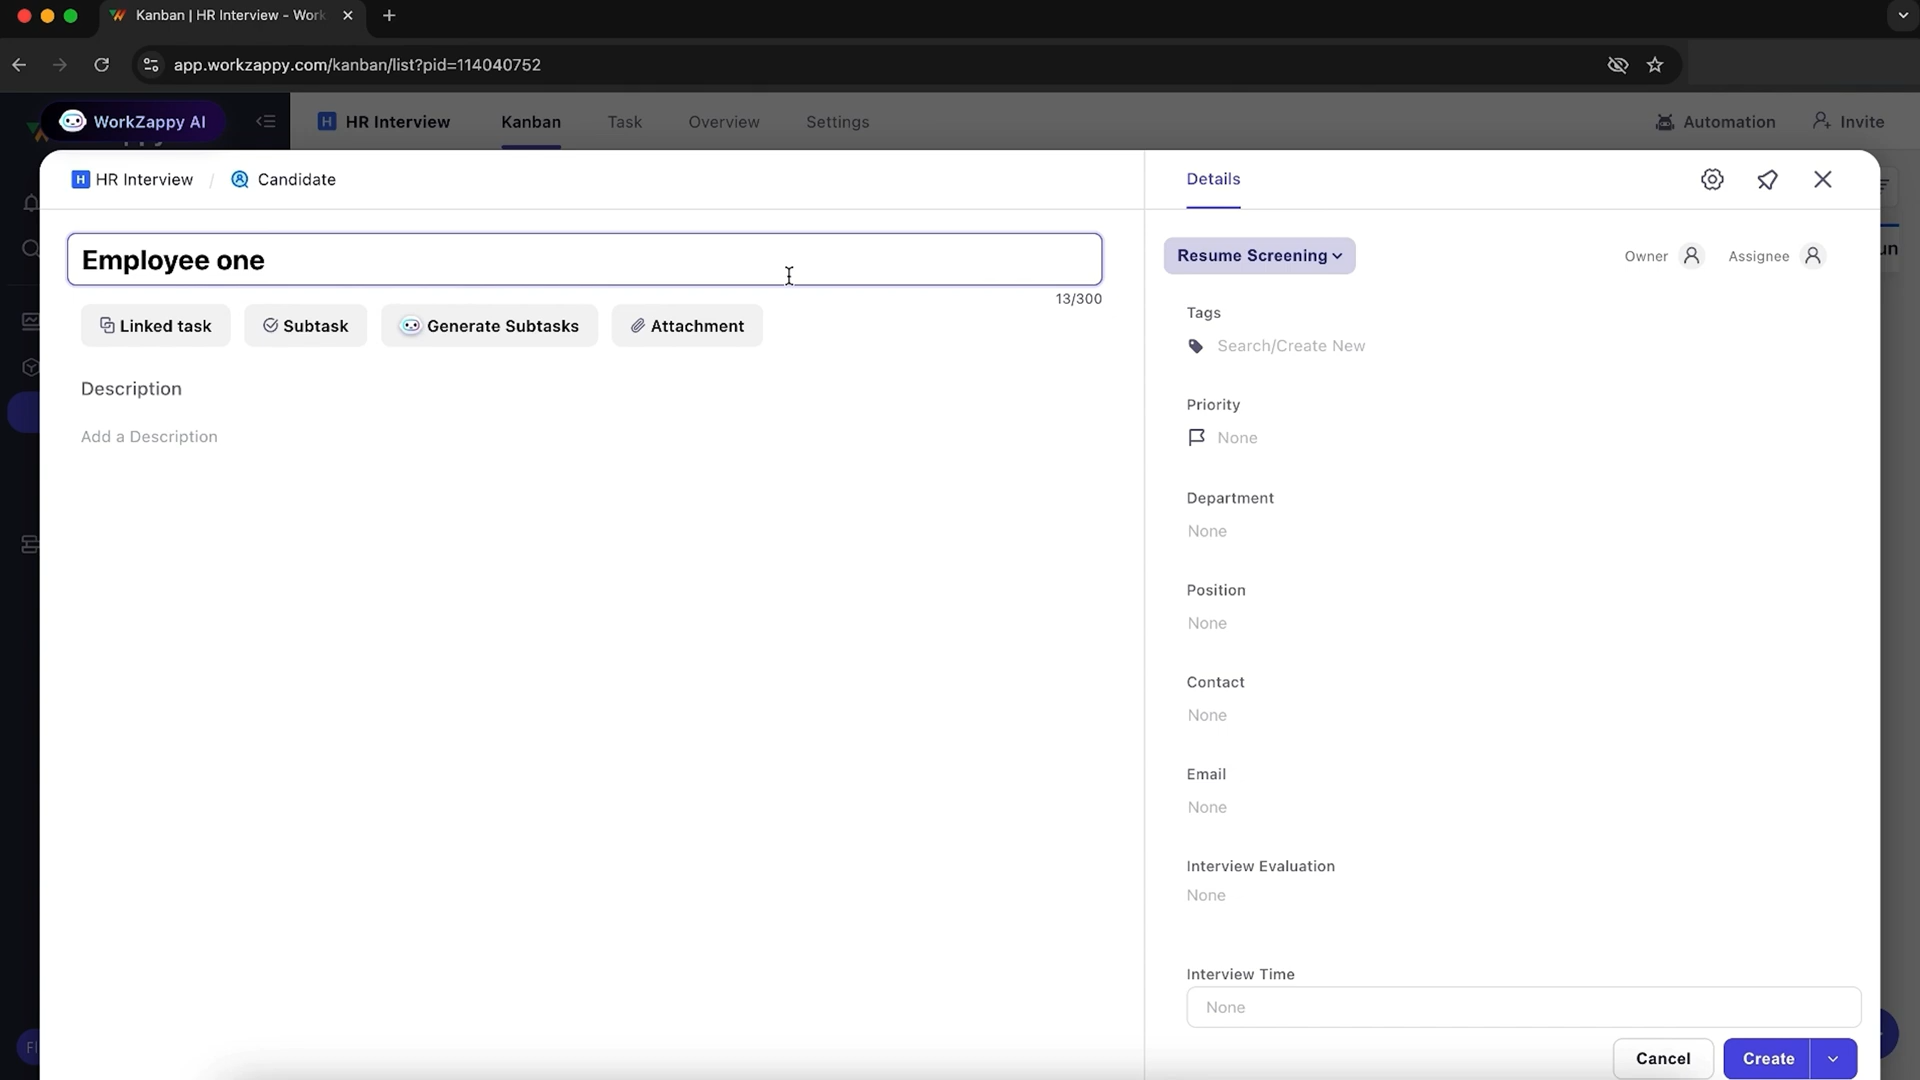 Kanban | HR Interview - Work
app.workzappy.com/kanban/list?pid=114040752
WorkZappy AI
H HR Interview
Kanban
Task
Overview
Settings
Automation
Invite
H HR Interview / Candidate
Employee one
13/300
Linked task
Subtask
Generate Subtasks
Attachment
Description
Add a Description
Details
Resume Screening
Owner
Assignee
Tags
Search/Create New
Priority
None
Department
None
Position
None
Contact
None
Email
None
Interview Evaluation
None
Interview Time
None
Cancel
Create